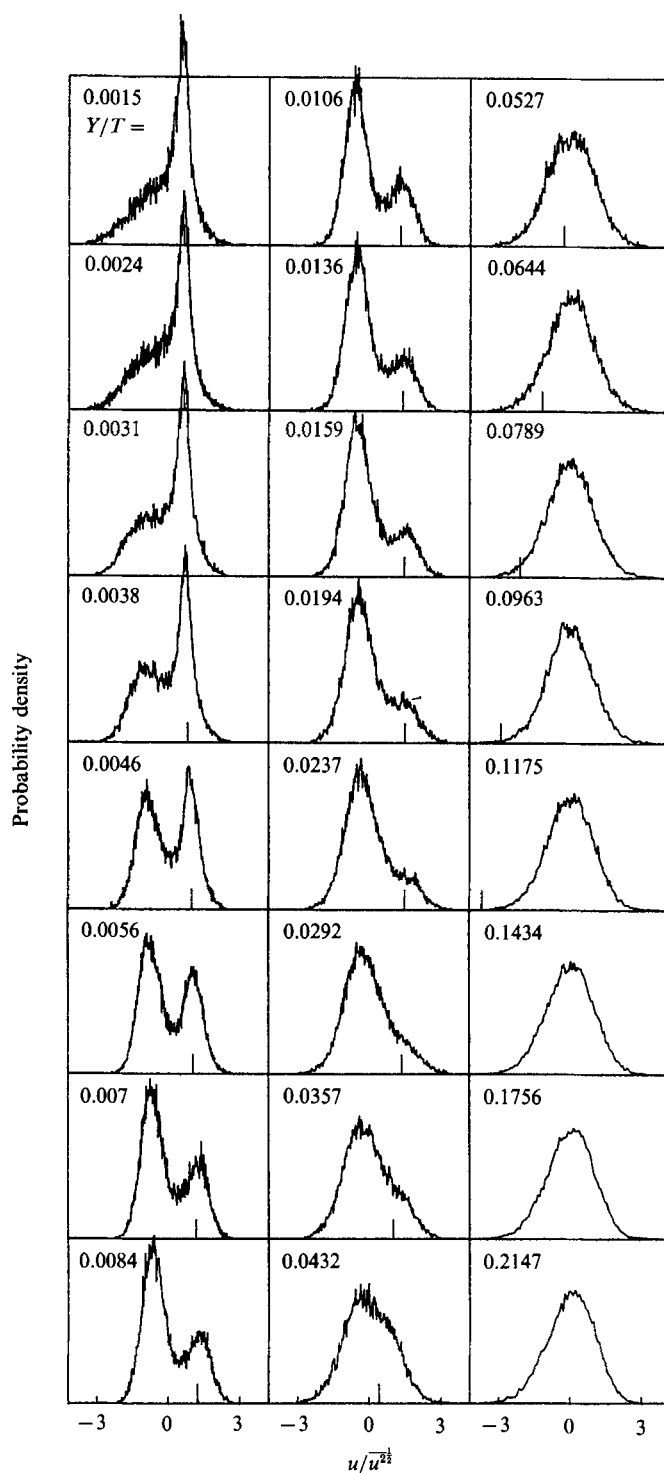 0.0015 0.0106 0.0527
Y/T =
0.0024 0.0136 0.0644
0.0031 0.0159 0.0789
0.0038 0.0194 0.0963
0.0046 0.0237 0.1175
0.0056 0.0292 0.1434
0.007 0.0357 0.1756
0.0084 0.0432 0.2147
Probability density
−3 0 3 −3 0 3 −3 0 3
u/u²^½